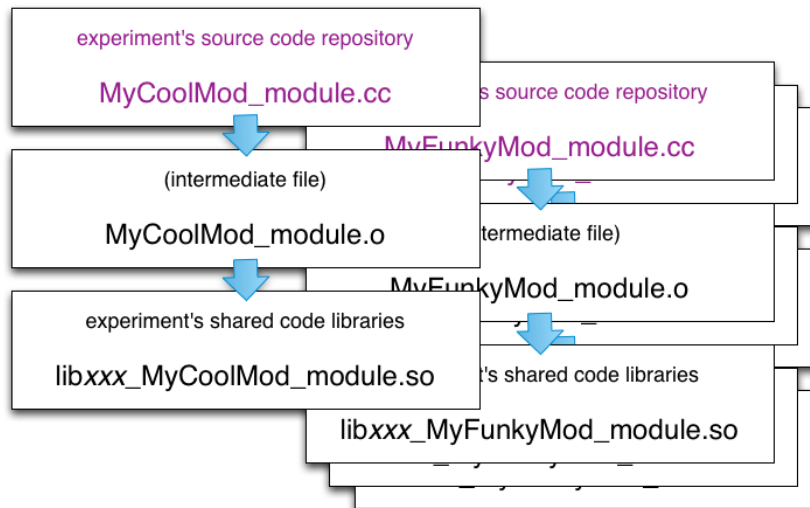 experiment's source code repository
MyCoolMod_module.cc
(intermediate file)
MyCoolMod_module.o
experiment's shared code libraries
libxxx_MyCoolMod_module.so
's source code repository
MyFunkyMod_module.cc
termediate file)
MyFunkyMod_module.o
t's shared code libraries
libxxx_MyFunkyMod_module.so